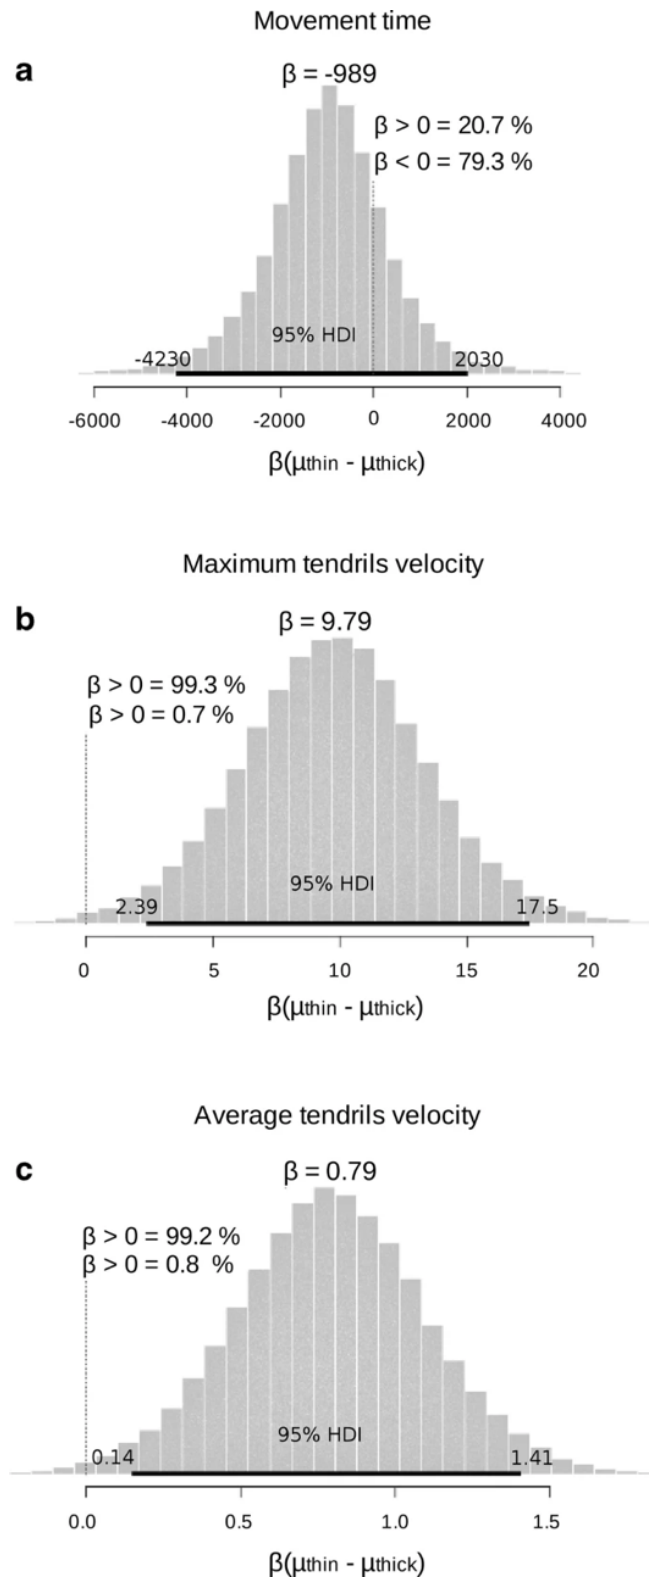 Movement time
a
β = -989
β > 0 = 20.7 %
β < 0 = 79.3 %
95% HDI
-4230 2030
-6000 -4000 -2000 0 2000 4000
β(μthin - μthick)
Maximum tendrils velocity
b
β = 9.79
β > 0 = 99.3 %
β > 0 = 0.7 %
95% HDI
2.39 17.5
0 5 10 15 20
β(μthin - μthick)
Average tendrils velocity
c
β = 0.79
β > 0 = 99.2 %
β > 0 = 0.8 %
95% HDI
0.14 1.41
0.0 0.5 1.0 1.5
β(μthin - μthick)